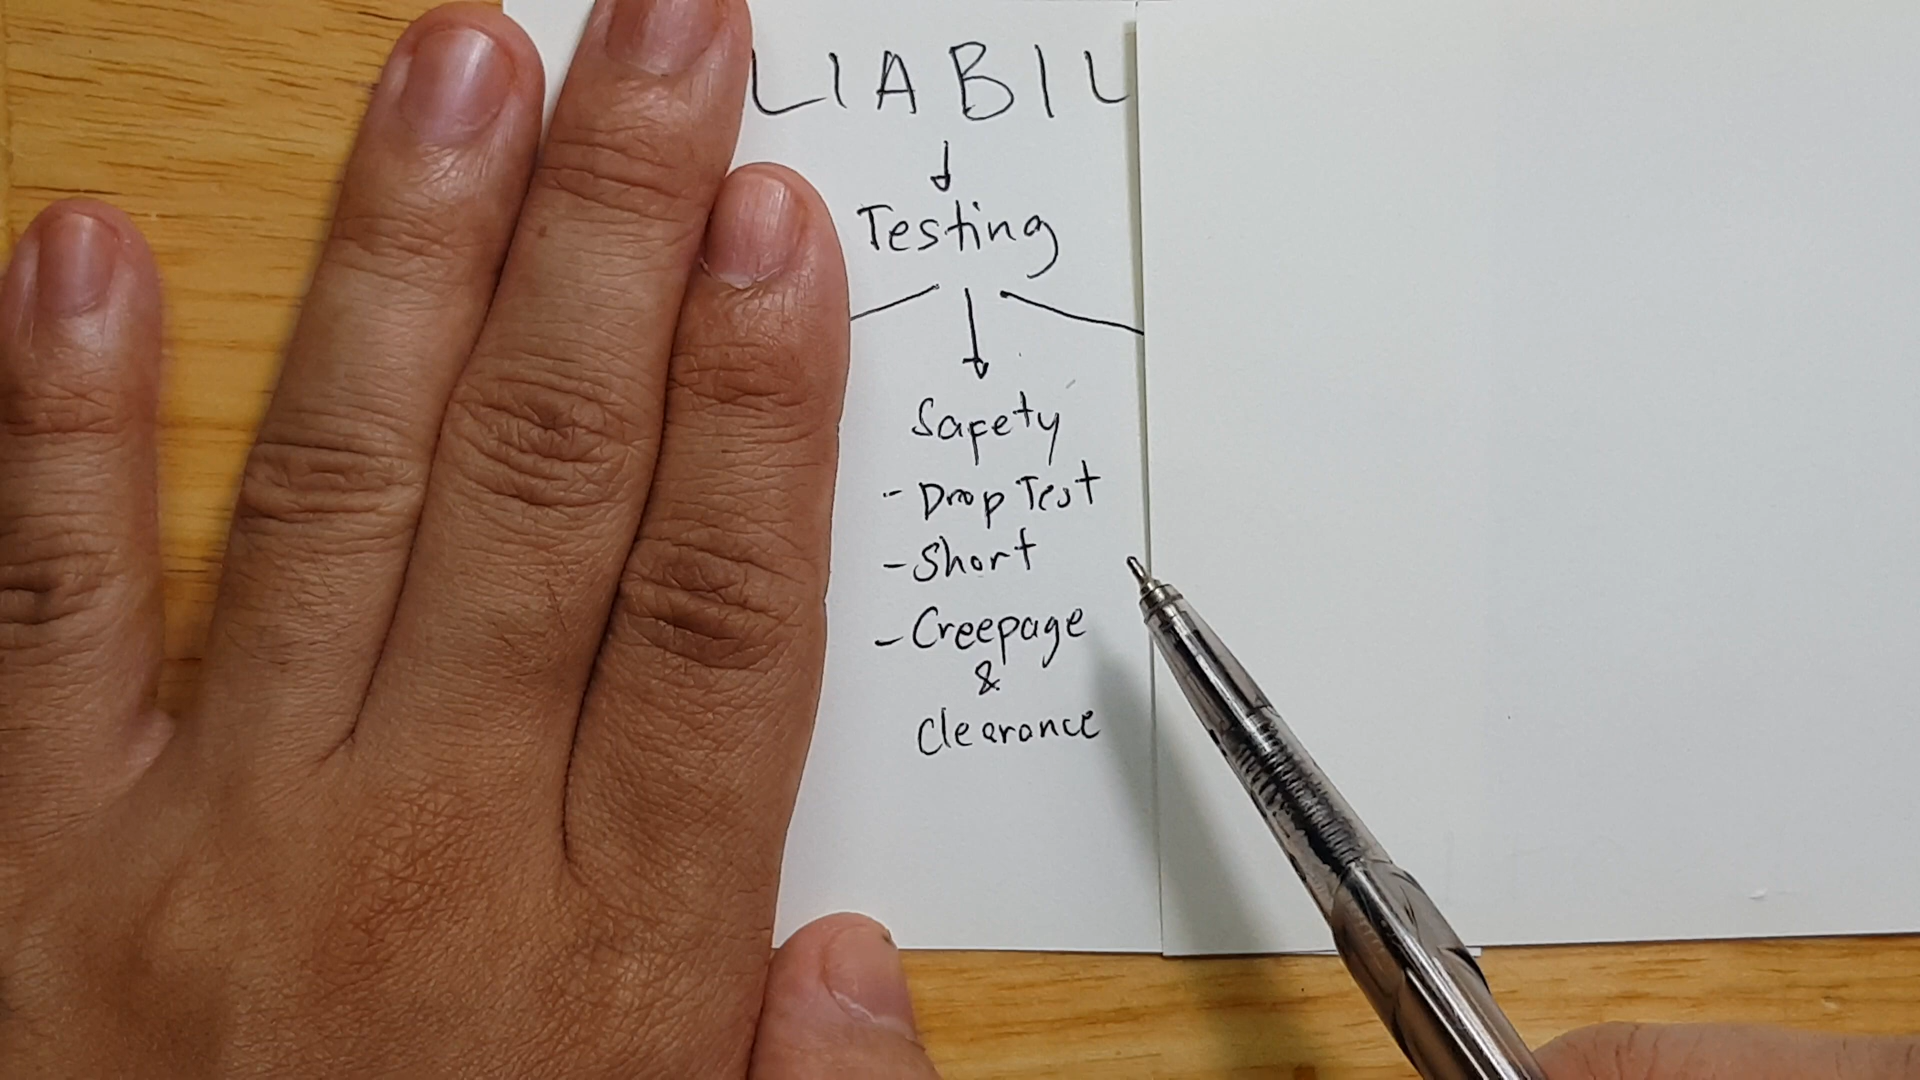 LIABIL
Testing
Safety
- Drop Test
- Short
- Creepage
&
Clearance